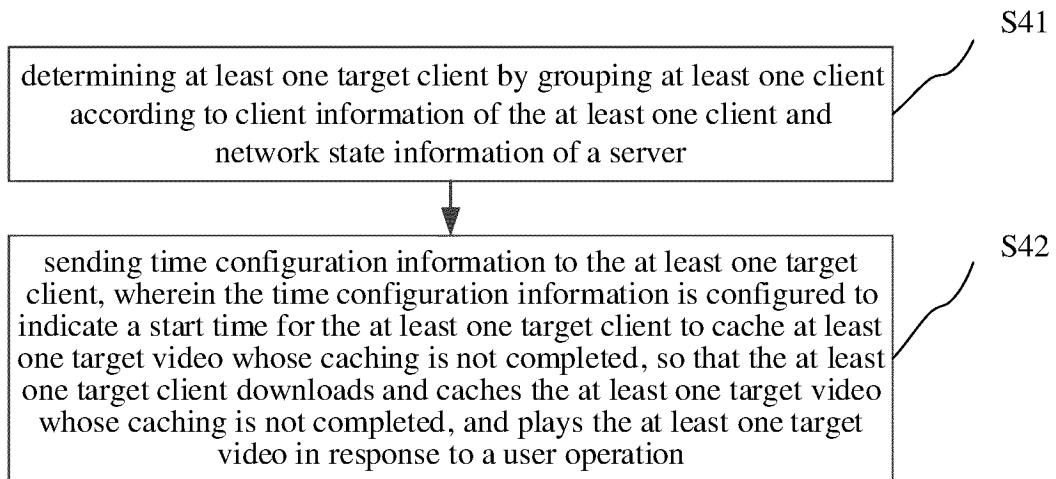 S41
determining at least one target client by grouping at least one client
according to client information of the at least one client and
network state information of a server
S42
sending time configuration information to the at least one target
client, wherein the time configuration information is configured to
indicate a start time for the at least one target client to cache at least
one target video whose caching is not completed, so that the at least
one target client downloads and caches the at least one target video
whose caching is not completed, and plays the at least one target
video in response to a user operation